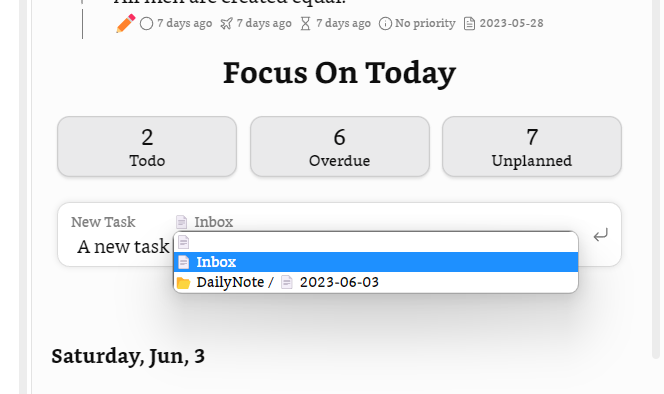 All men are created equal.
7 days ago 7 days ago 7 days ago No priority 2023-05-28
Focus On Today
2 6 7
Todo Overdue Unplanned
New Task Inbox
A new task
Inbox
DailyNote / 2023-06-03
Saturday, Jun, 3